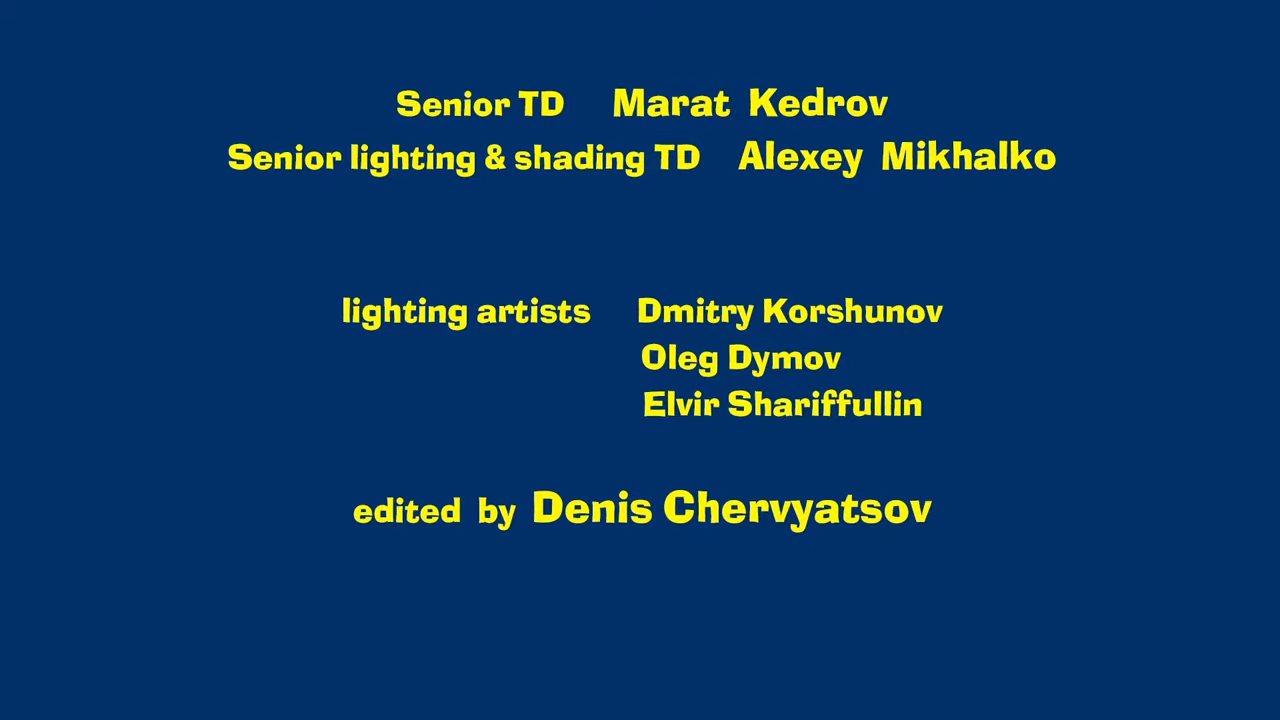 Senior TD Marat Kedrov
Senior lighting & shading TD Alexey Mikhalko
lighting artists Dmitry Korshunov
Oleg Dymov
Elvir Shariffullin
edited by Denis Chervyatsov